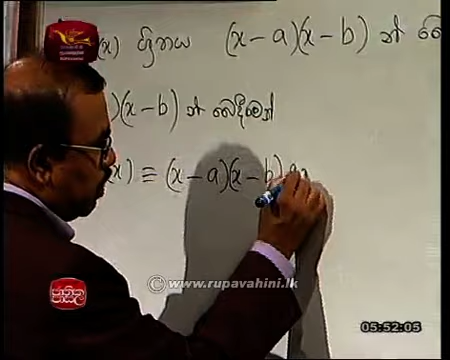 (x) ශ්‍රිතය (x – a)(x – b) න් බෙ
)(x – b) න් බෙදීමෙන්
(x) ≡ (x – a)(x – b)
© www.rupavahini.lk
05:52:05